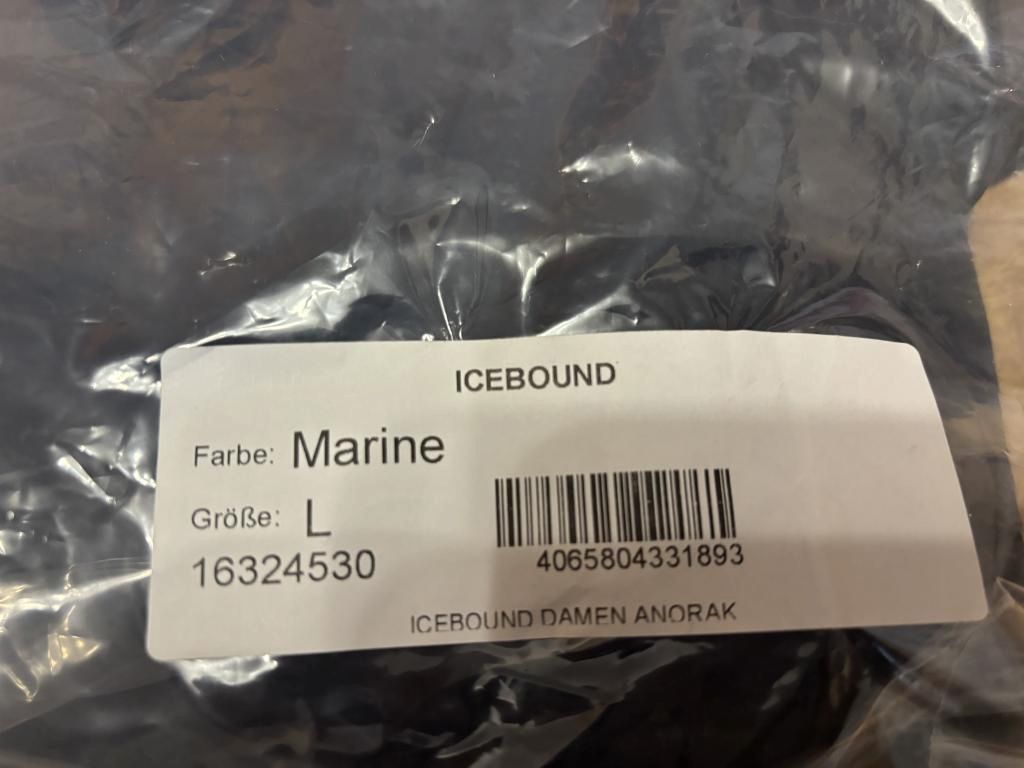 ICEBOUND
Farbe: Marine
Größe: L
16324530
4065804331893
ICEBOUND DAMEN ANORAK